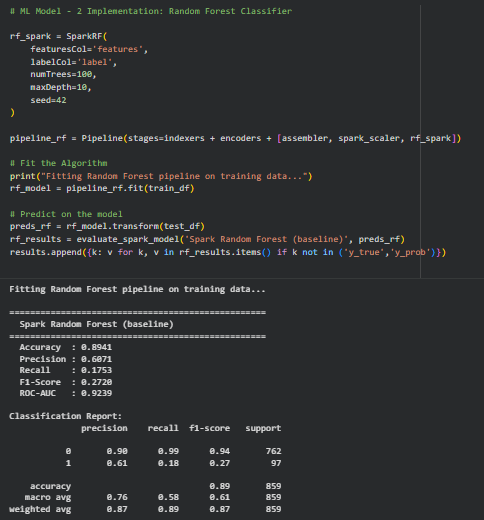 # ML Model - 2 Implementation: Random Forest Classifier
rf_spark = SparkRF(
    featuresCol='features',
    labelCol='label',
    numTrees=100,
    maxDepth=10,
    seed=42
)
pipeline_rf = Pipeline(stages=indexers + encoders + [assembler, spark_scaler, rf_spark])
# Fit the Algorithm
print("Fitting Random Forest pipeline on training data...")
rf_model = pipeline_rf.fit(train_df)
# Predict on the model
preds_rf = rf_model.transform(test_df)
rf_results = evaluate_spark_model('Spark Random Forest (baseline)', preds_rf)
results.append({k: v for k, v in rf_results.items() if k not in ('y_true','y_prob')})
Fitting Random Forest pipeline on training data...
==================================================
  Spark Random Forest (baseline)
==================================================
  Accuracy  : 0.8941
  Precision : 0.6071
  Recall    : 0.1753
  F1-Score  : 0.2720
  ROC-AUC   : 0.9239
Classification Report:
              precision    recall  f1-score   support
           0       0.90      0.99      0.94       762
           1       0.61      0.18      0.27        97
    accuracy                           0.89       859
   macro avg       0.76      0.58      0.61       859
weighted avg       0.87      0.89      0.87       859